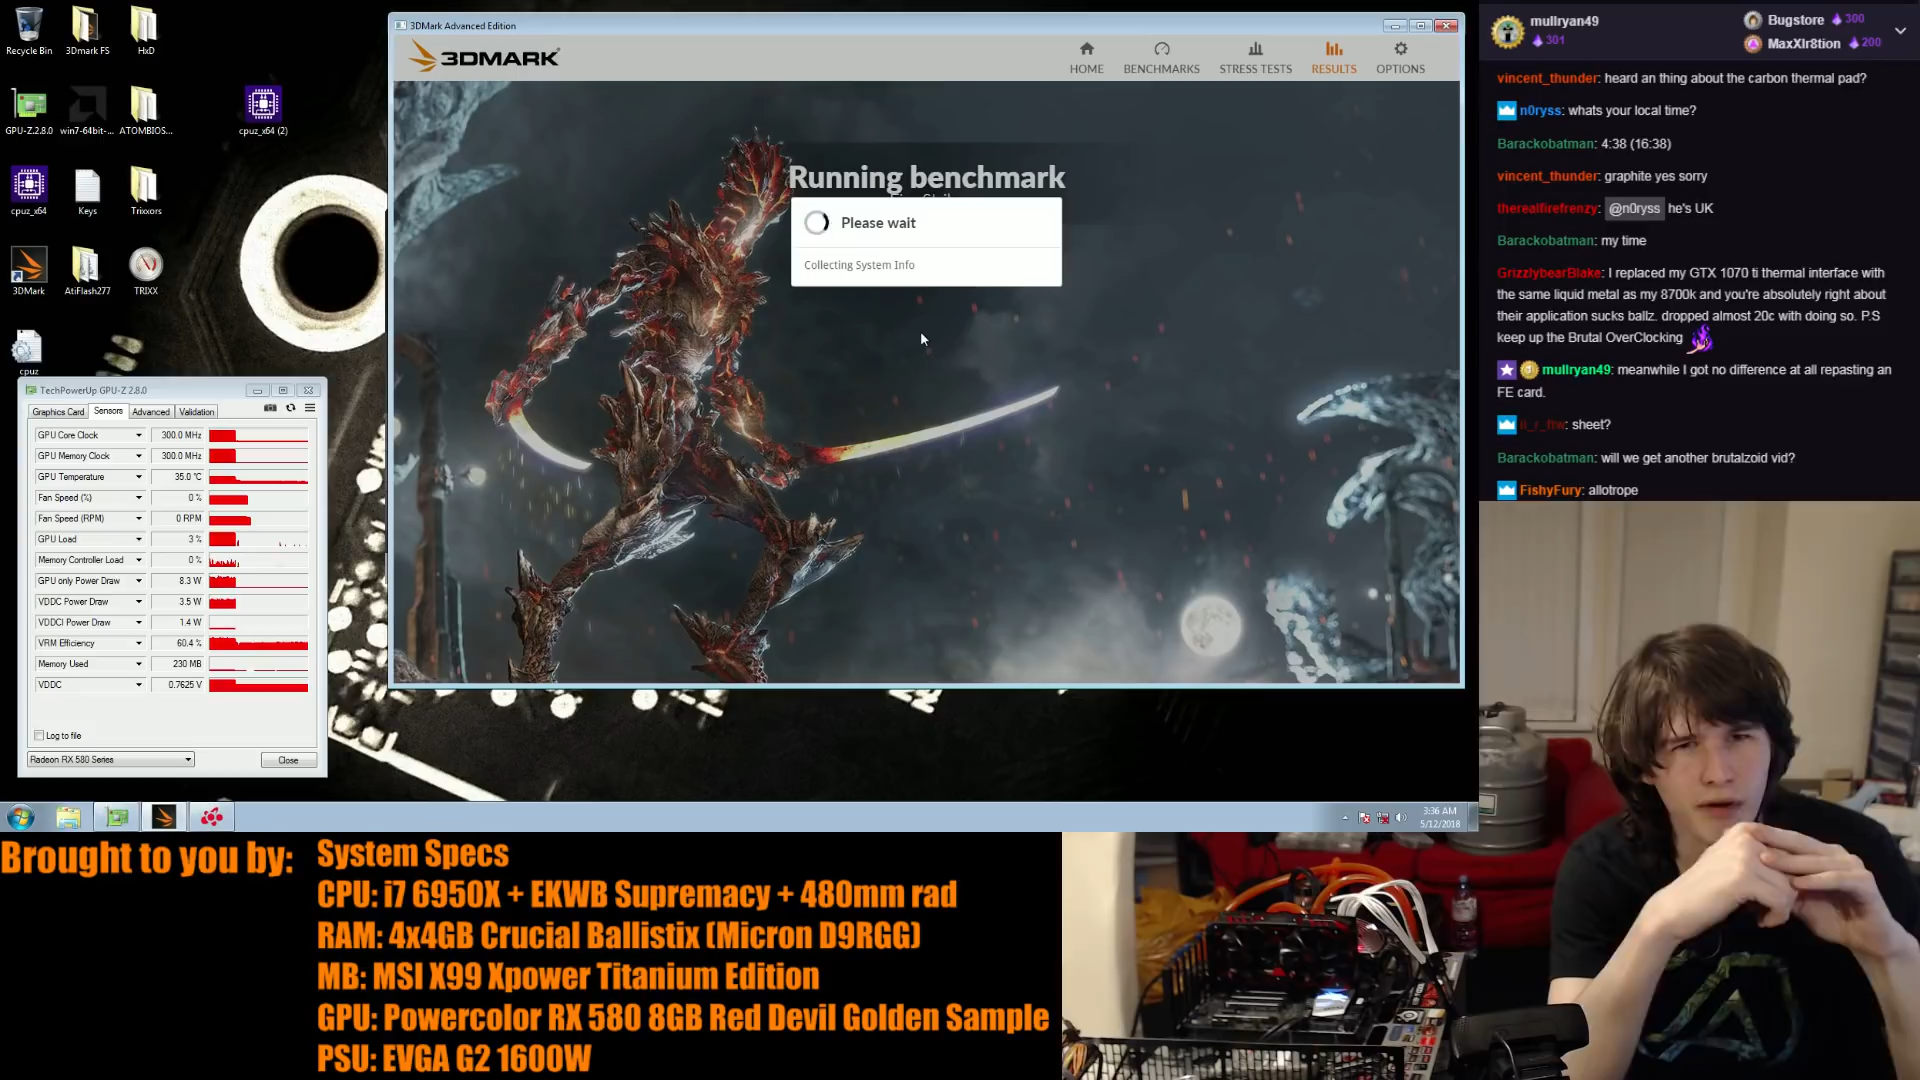 Recycle Bin
3Dmark FS
HxD
GPU-Z.2.8.0
win7-64bit-...
ATOMBIOS...
cpuz_x64 (2)
cpuz_x64
Keys
Trixxors
3DMark
AtiFlash277
TRIXX
cpuz
TechPowerUp GPU-Z 2.8.0
Graphics Card
Sensors
Advanced
Validation
GPU Core Clock
300.0 MHz
GPU Memory Clock
300.0 MHz
GPU Temperature
35.0 °C
Fan Speed (%)
0 %
Fan Speed (RPM)
0 RPM
GPU Load
3 %
Memory Controller Load
0 %
GPU only Power Draw
8.3 W
VDDC Power Draw
3.5 W
VDDCI Power Draw
1.4 W
VRM Efficiency
60.4 %
Memory Used
230 MB
VDDC
0.7625 V
Log to file
Radeon RX 580 Series
Close
3DMark Advanced Edition
3DMARK
HOME
BENCHMARKS
STRESS TESTS
RESULTS
OPTIONS
Running benchmark
Please wait
Collecting System Info
3:36 AM
5/12/2018
mullryan49
301
Bugstore 300
MaxXlr8tion 200
vincent_thunder: heard an thing about the carbon thermal pad?
n0ryss: whats your local time?
Barackobatman: 4:38 (16:38)
vincent_thunder: graphite yes sorry
therealfirefrenzy: @n0ryss he's UK
Barackobatman: my time
GrizzlybearBlake: I replaced my GTX 1070 ti thermal interface with
the same liquid metal as my 8700k and you're absolutely right about
their application sucks ballz. dropped almost 20c with doing so. P.S
keep up the Brutal OverClocking
mullryan49: meanwhile I got no difference at all repasting an
FE card.
sheet?
Barackobatman: will we get another brutalzoid vid?
FishyFury: allotrope
Brought to you by:
System Specs
CPU: i7 6950X + EKWB Supremacy + 480mm rad
RAM: 4x4GB Crucial Ballistix (Micron D9RGG)
MB: MSI X99 Xpower Titanium Edition
GPU: Powercolor RX 580 8GB Red Devil Golden Sample
PSU: EVGA G2 1600W